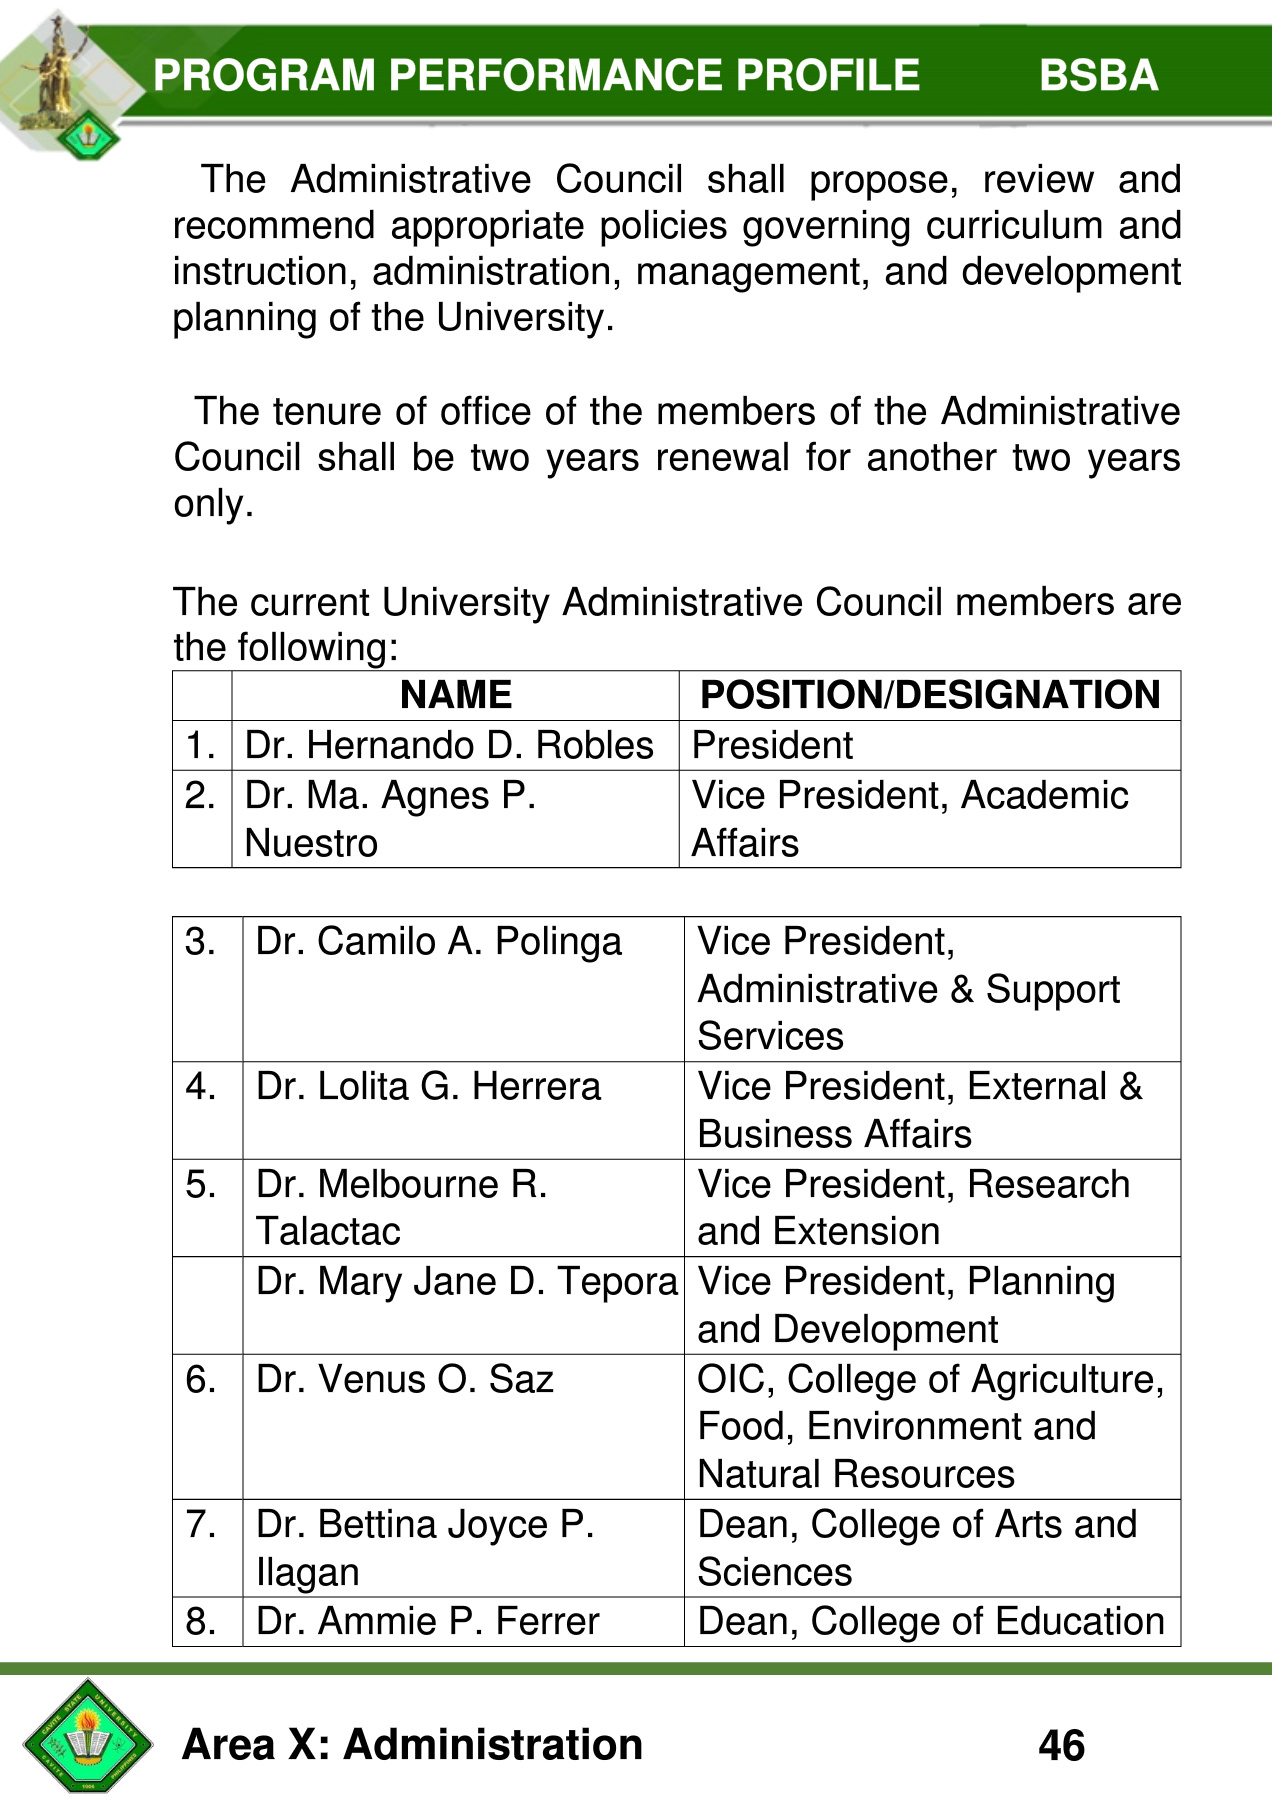 PROGRAM PERFORMANCE PROFILE BSBA
The Administrative Council shall propose, review and
recommend appropriate policies governing curriculum and
instruction, administration, management, and development
planning of the University.
The tenure of office of the members of the Administrative
Council shall be two years renewal for another two years
only.
The current University Administrative Council members are
the following:
NAME POSITION/DESIGNATION
1. Dr. Hernando D. Robles President
2. Dr. Ma. Agnes P. Vice President, Academic
Nuestro Affairs
3. Dr. Camilo A. Polinga Vice President,
Administrative & Support
Services
4. Dr. Lolita G. Herrera Vice President, External &
Business Affairs
5. Dr. Melbourne R. Vice President, Research
Talactac and Extension
Dr. Mary Jane D. Tepora Vice President, Planning
and Development
6. Dr. Venus O. Saz OIC, College of Agriculture,
Food, Environment and
Natural Resources
7. Dr. Bettina Joyce P. Dean, College of Arts and
Ilagan Sciences
8. Dr. Ammie P. Ferrer Dean, College of Education
CAVITE STATE UNIVERSITY
CAVITE PHILIPPINES
1906
Area X: Administration 46